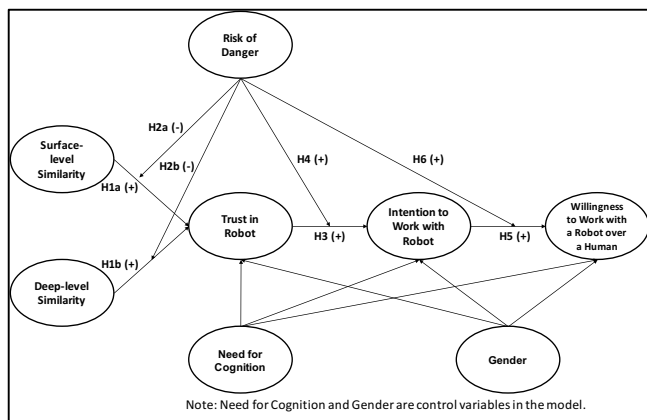 Risk of
Danger
H2a (-)
H2b (-)
H4 (+)
H6 (+)
Surface-
level
Similarity
H1a (+)
Trust in
Robot
H3 (+)
Intention to
Work with
Robot
H5 (+)
Willingness
to Work with
a Robot over
a Human
H1b (+)
Deep-level
Similarity
Need for
Cognition
Gender
Note: Need for Cognition and Gender are control variables in the model.